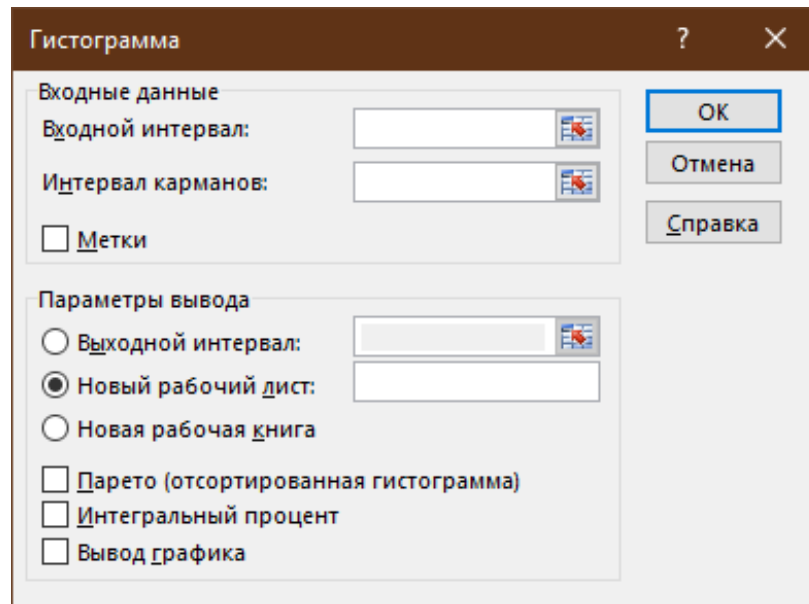 Гистограмма
?
Входные данные
Входной интервал:
Интервал карманов:
Метки
ОК
Отмена
Справка
Параметры вывода
Выходной интервал:
Новый рабочий лист:
Новая рабочая книга
Парето (отсортированная гистограмма)
Интегральный процент
Вывод графика